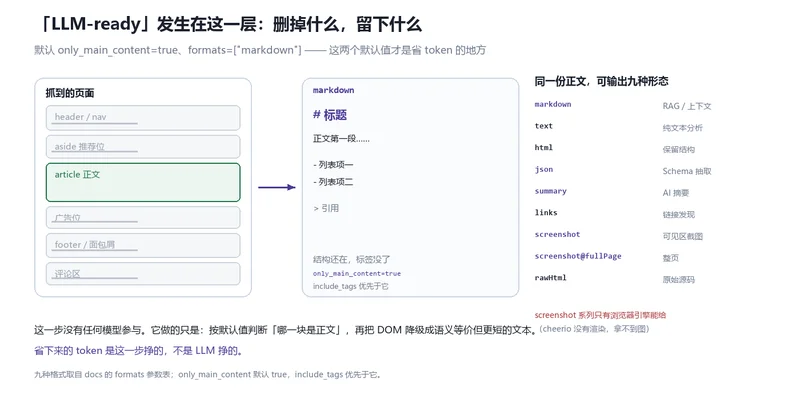 「LLM-ready」发生在这一层：删掉什么，留下什么
默认 only_main_content=true、formats=["markdown"] —— 这两个默认值才是省 token 的地方
抓到的页面
header / nav
aside 推荐位
article 正文
广告位
footer / 面包屑
评论区
markdown
# 标题
正文第一段……
- 列表项一
- 列表项二
> 引用
结构还在，标签没了
only_main_content=true
include_tags 优先于它
同一份正文，可输出九种形态
markdown RAG / 上下文
text 纯文本分析
html 保留结构
json Schema 抽取
summary AI 摘要
links 链接发现
screenshot 可见区截图
screenshot@fullPage 整页
rawHtml 原始源码
screenshot 系列只有浏览器引擎能给
（cheerio 没有渲染，拿不到图）
这一步没有任何模型参与。它做的只是：按默认值判断「哪一块是正文」，再把 DOM 降级成语义等价但更短的文本。
省下来的 token 是这一步挣的，不是 LLM 挣的。
九种格式取自 docs 的 formats 参数表；only_main_content 默认 true，include_tags 优先于它。